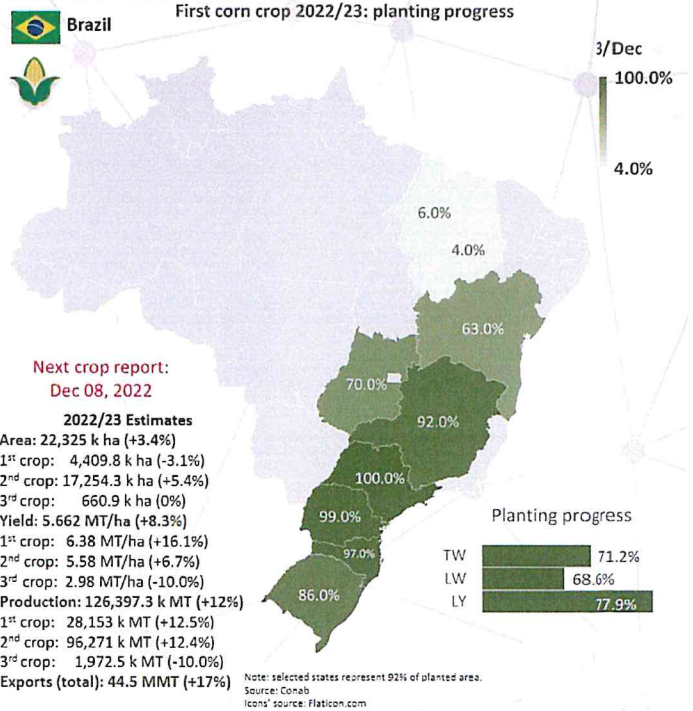 First corn crop 2022/23: planting progress
Brazil
3/Dec
100.0%
4.0%
6.0%
4.0%
63.0%
70.0%
92.0%
100.0%
99.0%
97.0%
86.0%
Next crop report:
Dec 08, 2022
2022/23 Estimates
Area: 22,325 k ha (+3.4%)
1st crop: 4,409.8 k ha (-3.1%)
2nd crop: 17,254.3 k ha (+5.4%)
3rd crop: 660.9 k ha (0%)
Yield: 5.662 MT/ha (+8.3%)
1st crop: 6.38 MT/ha (+16.1%)
2nd crop: 5.58 MT/ha (+6.7%)
3rd crop: 2.98 MT/ha (-10.0%)
Production: 126,397.3 k MT (+12%)
1st crop: 28,153 k MT (+12.5%)
2nd crop: 96,271 k MT (+12.4%)
3rd crop: 1,972.5 k MT (-10.0%)
Exports (total): 44.5 MMT (+17%)
Planting progress
TW 71.2%
LW 68.6%
LY 77.9%
Note: selected states represent 92% of planted area.
Source: Conab
Icons' source: Flaticon.com